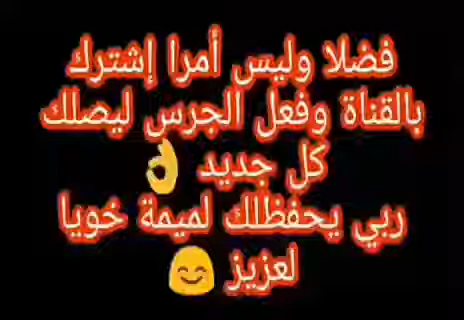 فضلا وليس أمرا إشترك
بالقناة وفعل الجرس ليصلك
كل جديد 👌
ربي يحفظلك لميمة خويا
لعزيز 😊